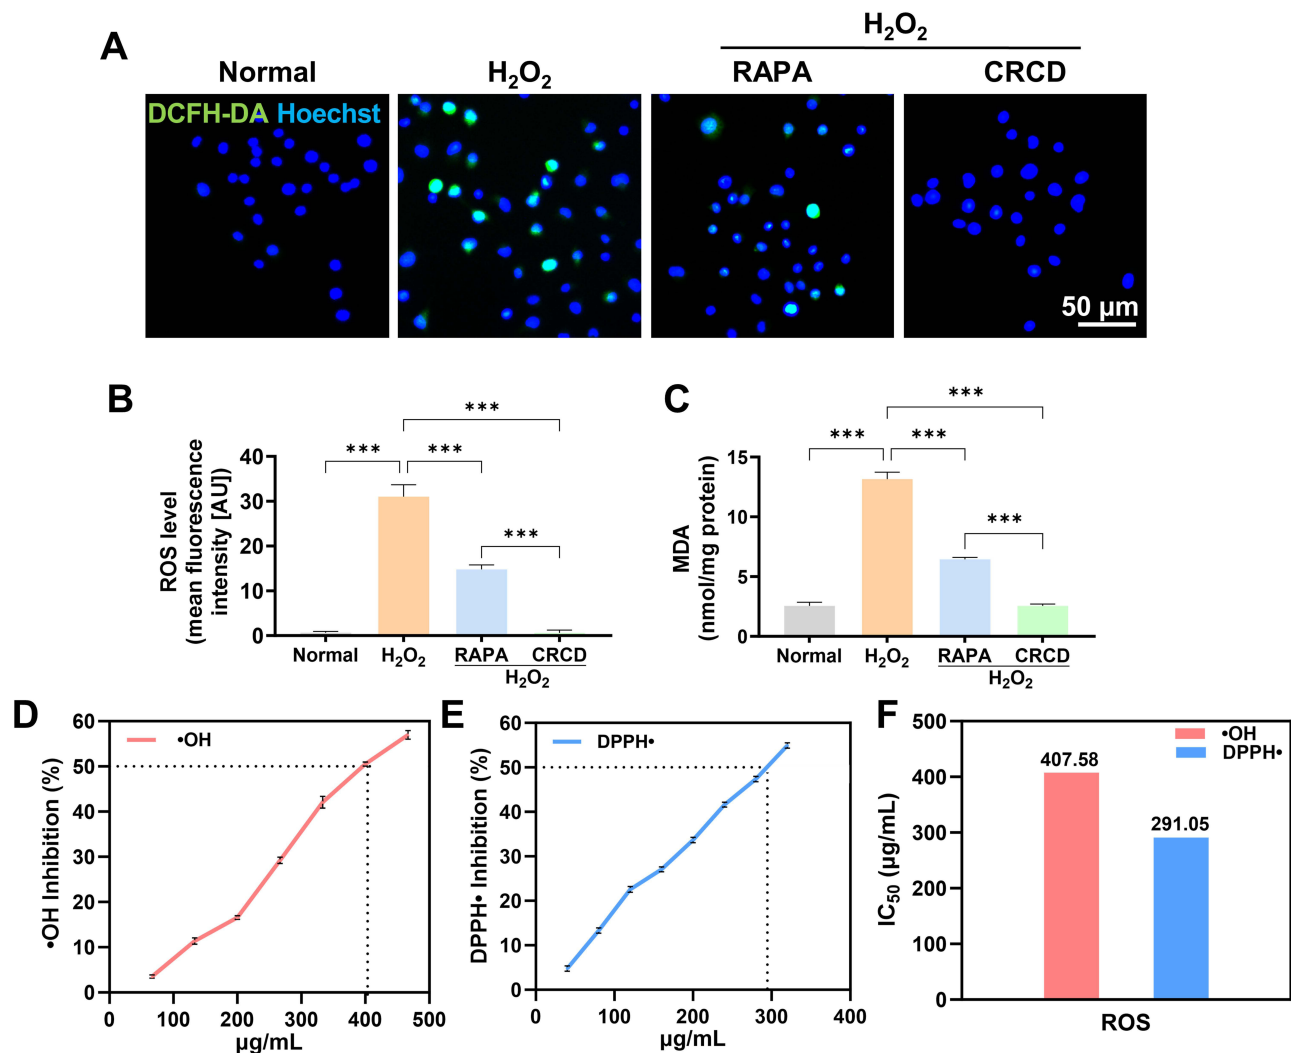 A
H₂O₂
Normal
H₂O₂
RAPA
CRCD
DCFH-DA Hoechst
50 μm
B
***
*** ***
***
ROS level
(mean fluorescence
intensity [AU])
40
30
20
10
0
Normal
H₂O₂
RAPA
CRCD
H₂O₂
C
***
*** ***
***
MDA
(nmol/mg protein)
15
10
5
0
Normal
H₂O₂
RAPA
CRCD
H₂O₂
D
•OH
•OH Inhibition (%)
60
50
40
30
20
10
0
0 100 200 300 400 500
μg/mL
E
DPPH•
DPPH• Inhibition (%)
60
50
40
30
20
10
0
0 100 200 300 400
μg/mL
F
•OH
DPPH•
407.58
291.05
IC₅₀ (μg/mL)
500
400
300
200
100
0
ROS